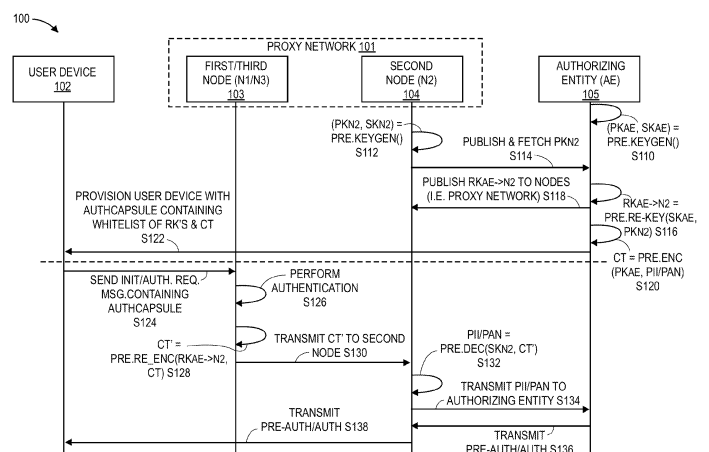 100
PROXY NETWORK 101
USER DEVICE
102
FIRST/THIRD
NODE (N1/N3)
103
SECOND
NODE (N2)
104
AUTHORIZING
ENTITY (AE)
105
(PKAE, SKAE) =
PRE.KEYGEN()
S110
(PKN2, SKN2) =
PRE.KEYGEN()
S112
PUBLISH & FETCH PKN2
S114
PUBLISH RKAE->N2 TO NODES
(I.E. PROXY NETWORK) S118
RKAE->N2 =
PRE.RE-KEY(SKAE,
PKN2) S116
PROVISION USER DEVICE WITH
AUTHCAPSULE CONTAINING
WHITELIST OF RK'S & CT
S122
CT = PRE.ENC
(PKAE, PII/PAN)
S120
SEND INIT/AUTH. REQ.
MSG.CONTAINING
AUTHCAPSULE
S124
PERFORM
AUTHENTICATION
S126
CT' =
PRE.RE_ENC(RKAE->N2,
CT) S128
TRANSMIT CT' TO SECOND
NODE S130
PII/PAN =
PRE.DEC(SKN2, CT')
S132
TRANSMIT PII/PAN TO
AUTHORIZING ENTITY S134
TRANSMIT
PRE-AUTH/AUTH S138
TRANSMIT
PRE-AUTH/AUTH S136